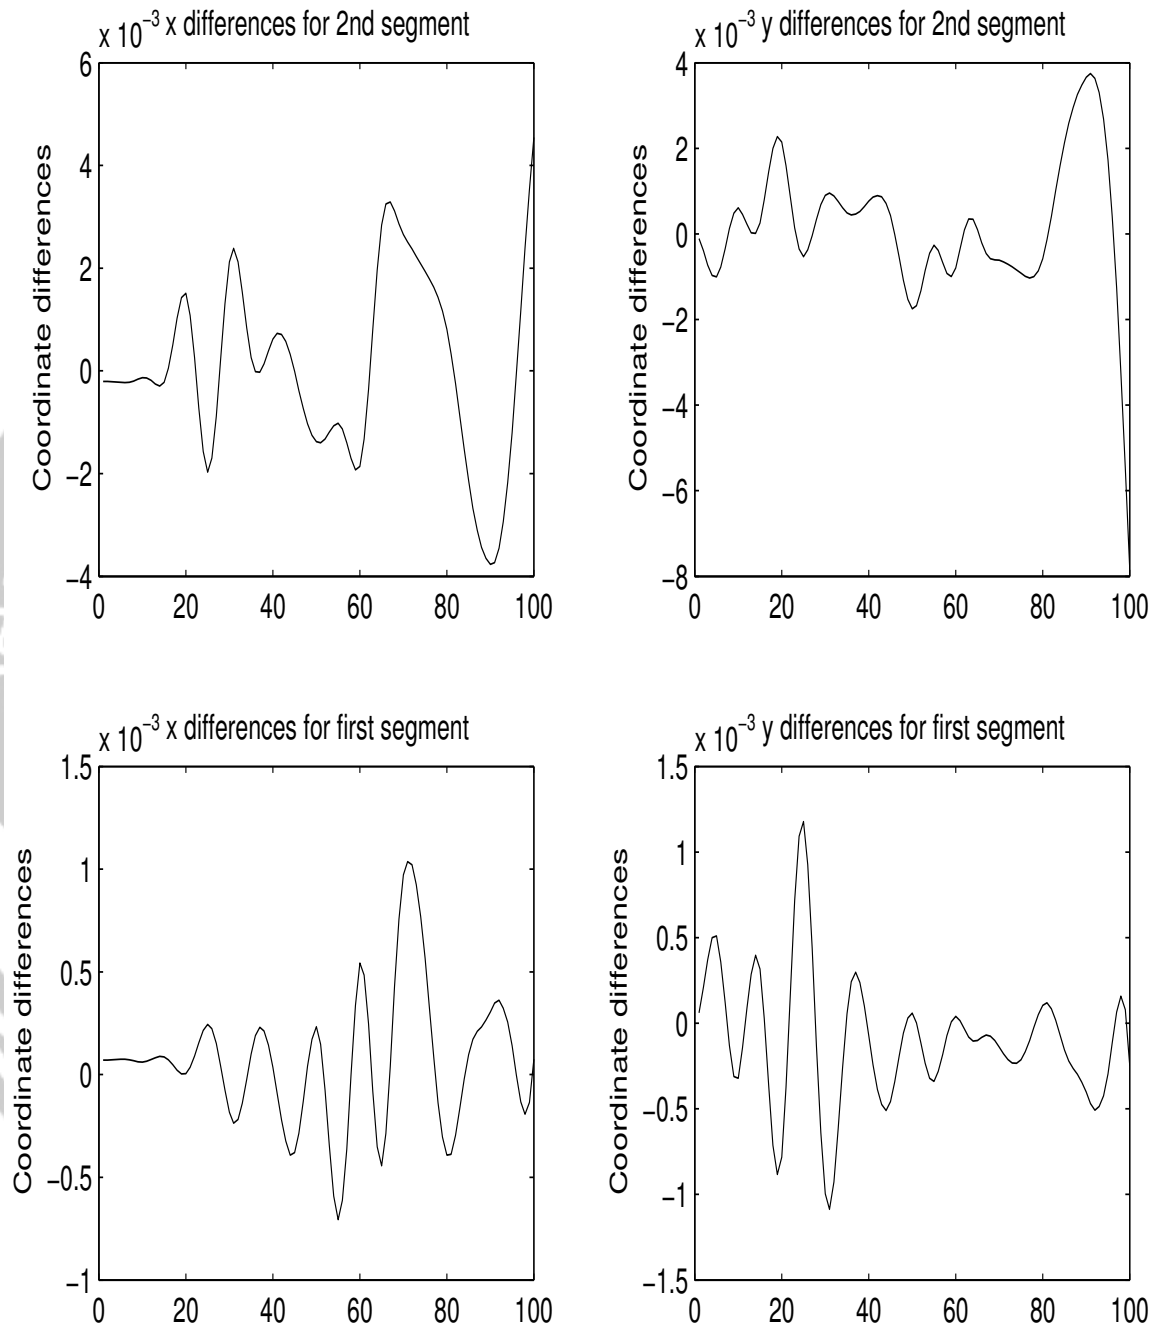 x 10−3 x differences for 2nd segment
6
4
2
0
−2
−4
0 20 40 60 80 100
Coordinate differences
x 10−3 y differences for 2nd segment
4
2
0
−2
−4
−6
−8
0 20 40 60 80 100
Coordinate differences
x 10−3 x differences for first segment
1.5
1
0.5
0
−0.5
−1
0 20 40 60 80 100
Coordinate differences
x 10−3 y differences for first segment
1.5
1
0.5
0
−0.5
−1
−1.5
0 20 40 60 80 100
Coordinate differences